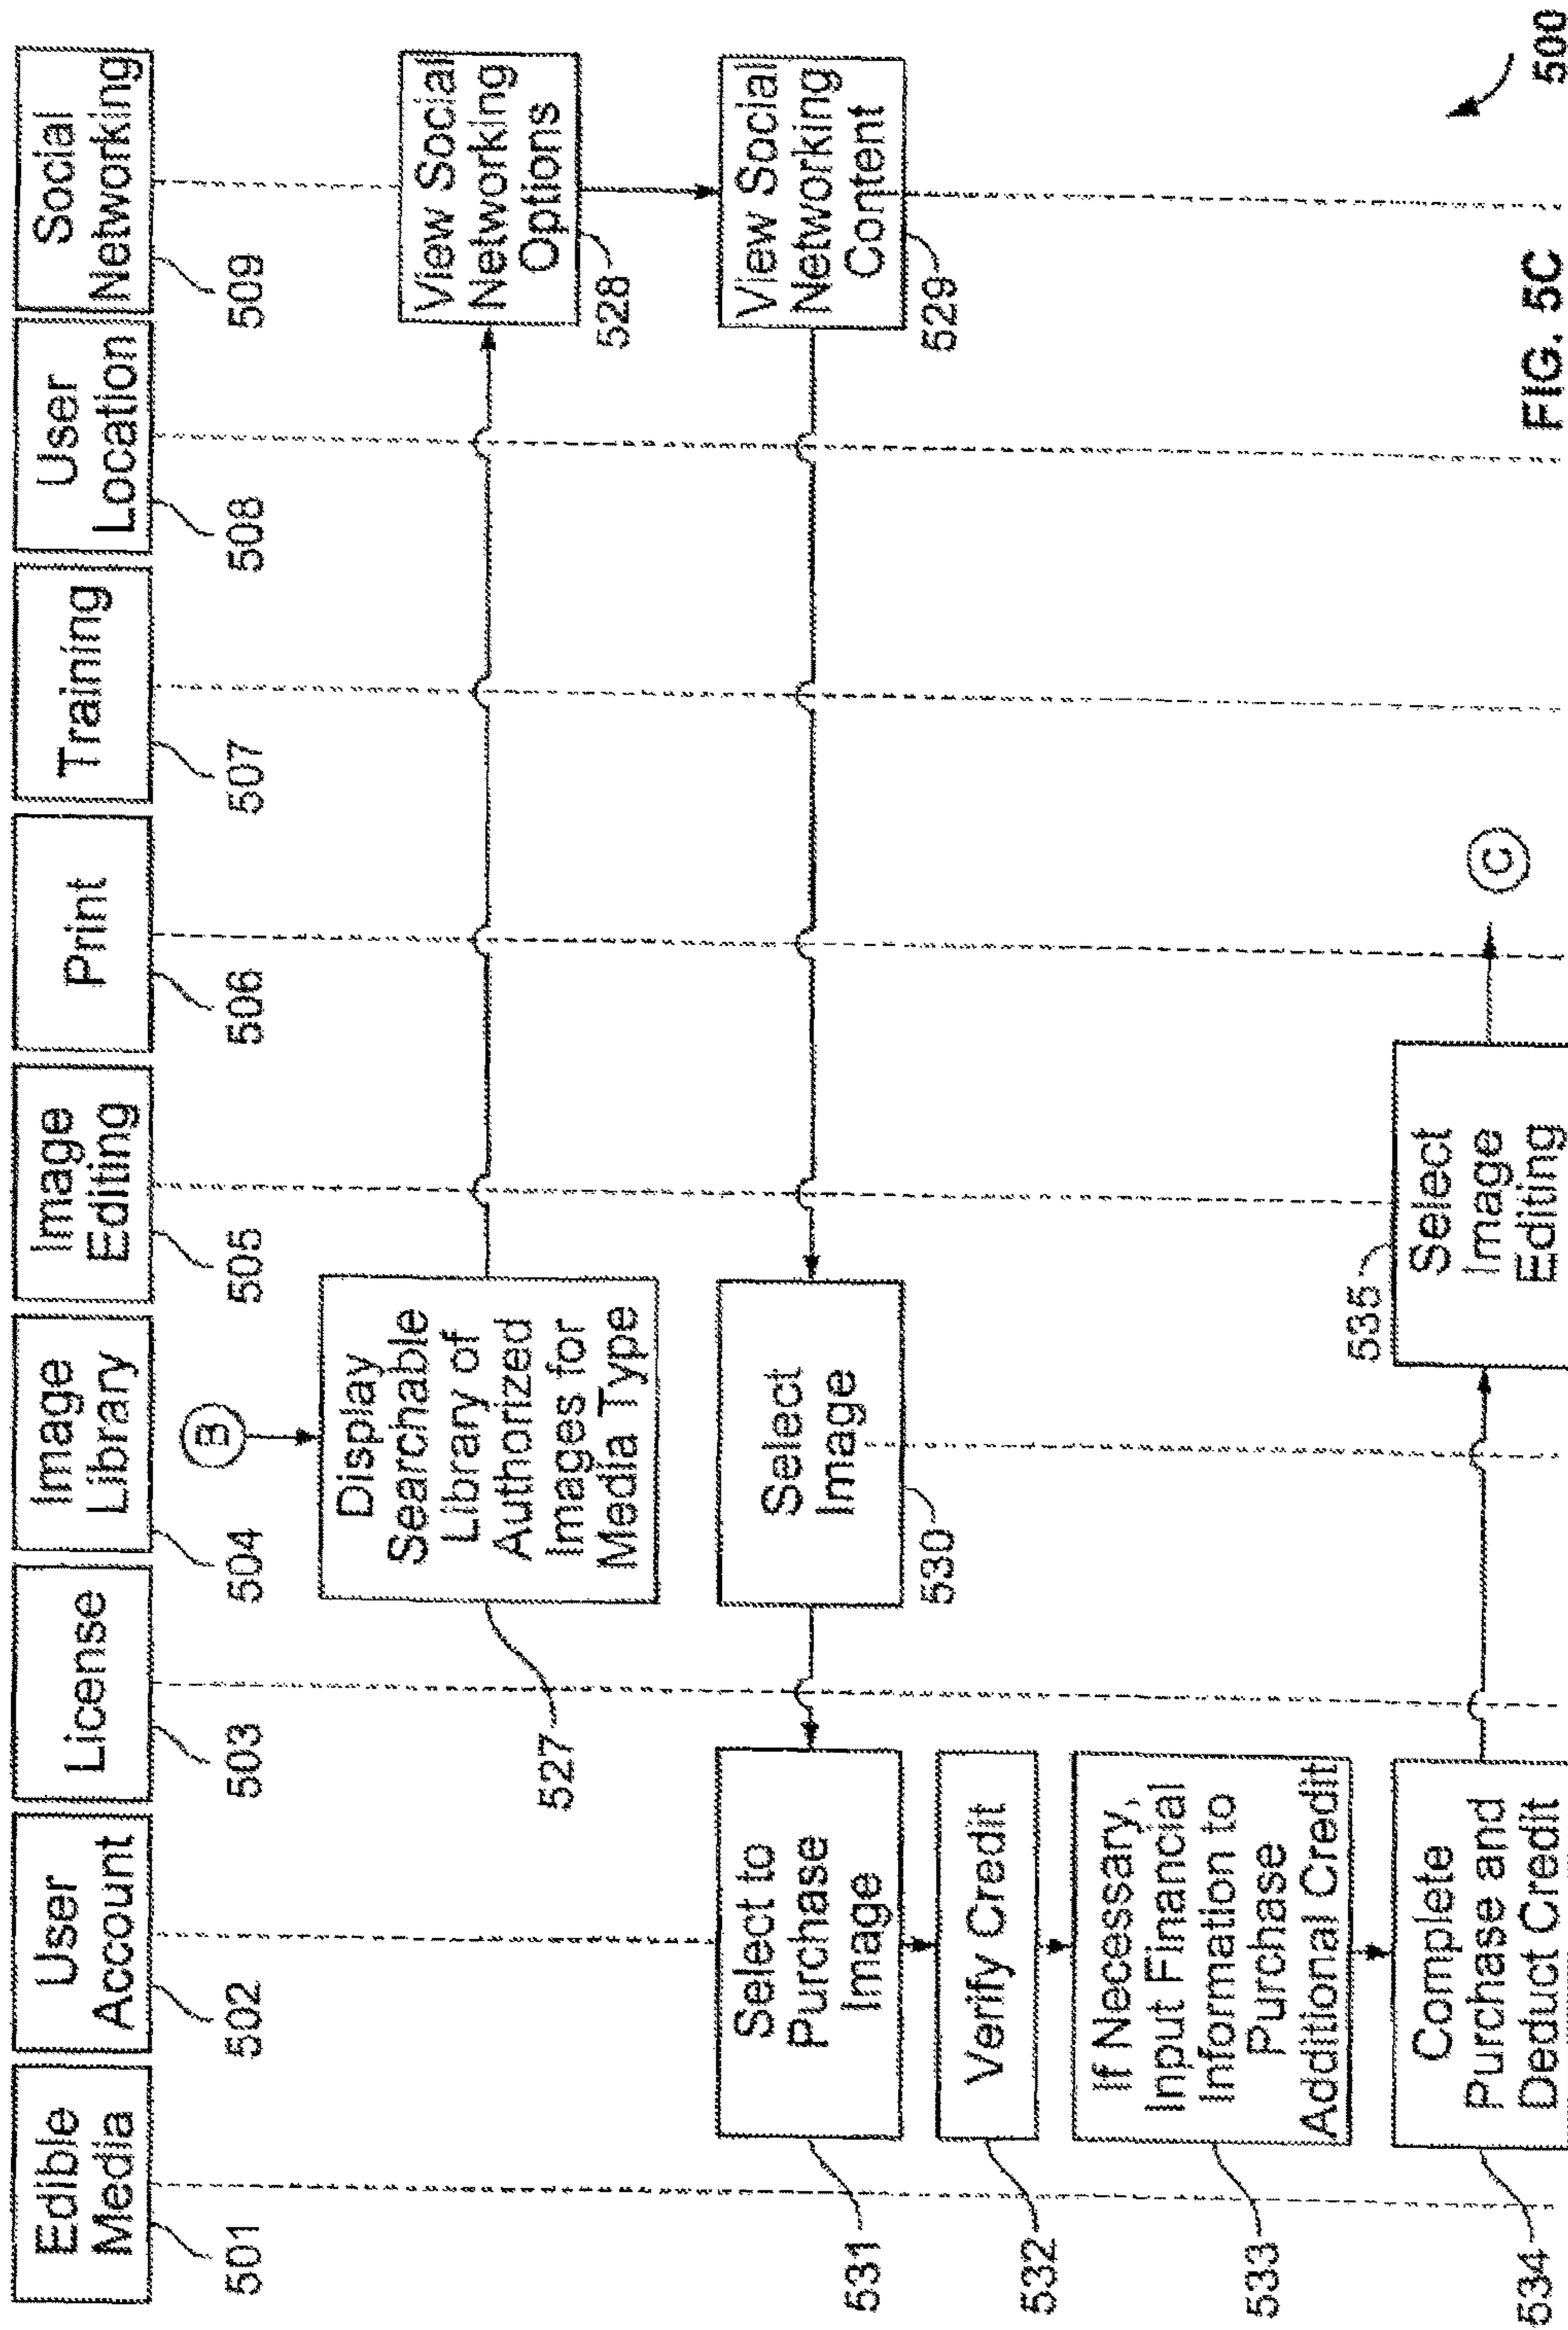 Edible
Media
501
User
Account
502
License
503
Image
Library
504
Image
Editing
505
Print
506
Training
507
User
Location
508
Social
Networking
509
B
Display
Searchable
Library of
Authorized
Images for
Media Type
527
View Social
Networking
Options
528
View Social
Networking
Content
529
Select
Image
530
Select to
Purchase
Image
531
Verify Credit
532
If Necessary,
Input Financial
Information to
Purchase
Additional Credit
533
Complete
Purchase and
Deduct Credit
534
Select
Image
Editing
535
C
FIG. 5C
500